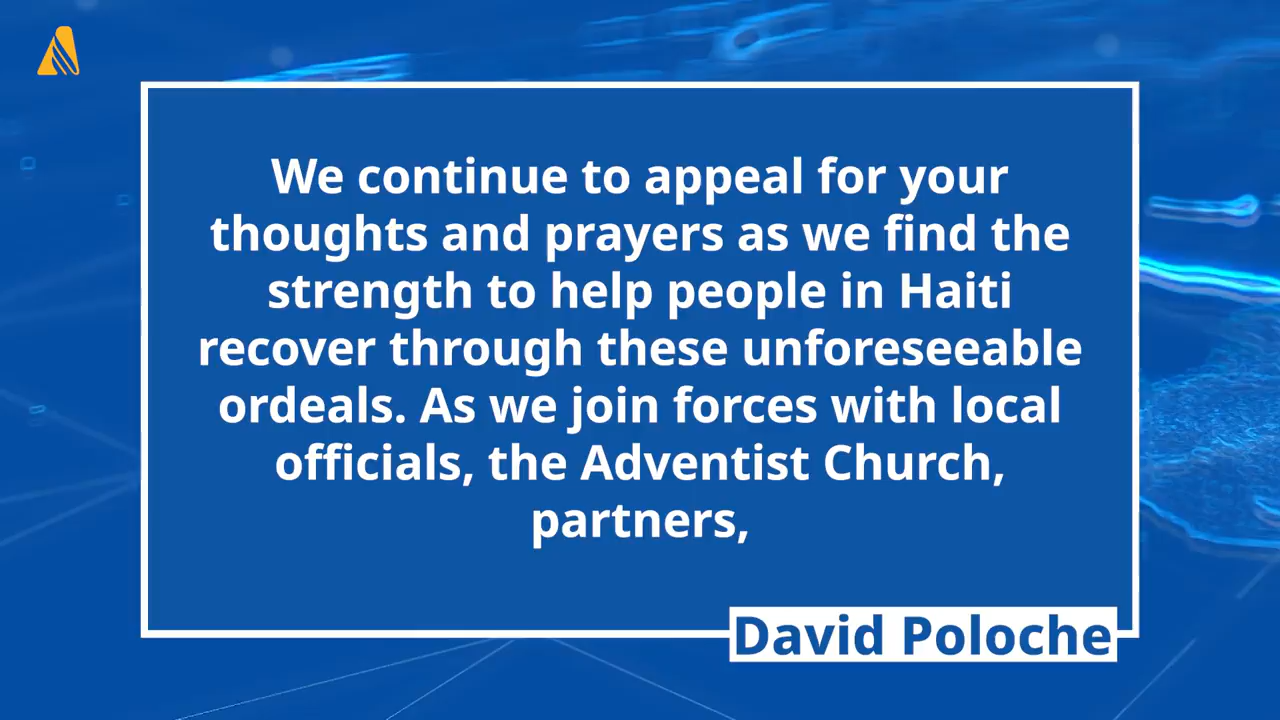 We continue to appeal for your
thoughts and prayers as we find the
strength to help people in Haiti
recover through these unforeseeable
ordeals. As we join forces with local
officials, the Adventist Church,
partners,
David Poloche